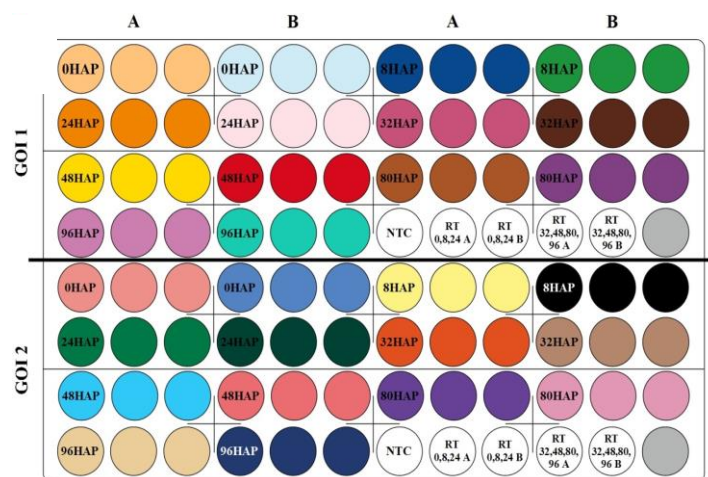 A B A B
GOI 1
0HAP 0HAP 8HAP 8HAP
24HAP 24HAP 32HAP 32HAP
48HAP 48HAP 80HAP 80HAP
96HAP 96HAP NTC RT 0,8,24 A RT 0,8,24 B RT 32,48,80, 96 A RT 32,48,80, 96 B
GOI 2
0HAP 0HAP 8HAP 8HAP
24HAP 24HAP 32HAP 32HAP
48HAP 48HAP 80HAP 80HAP
96HAP 96HAP NTC RT 0,8,24 A RT 0,8,24 B RT 32,48,80, 96 A RT 32,48,80, 96 B